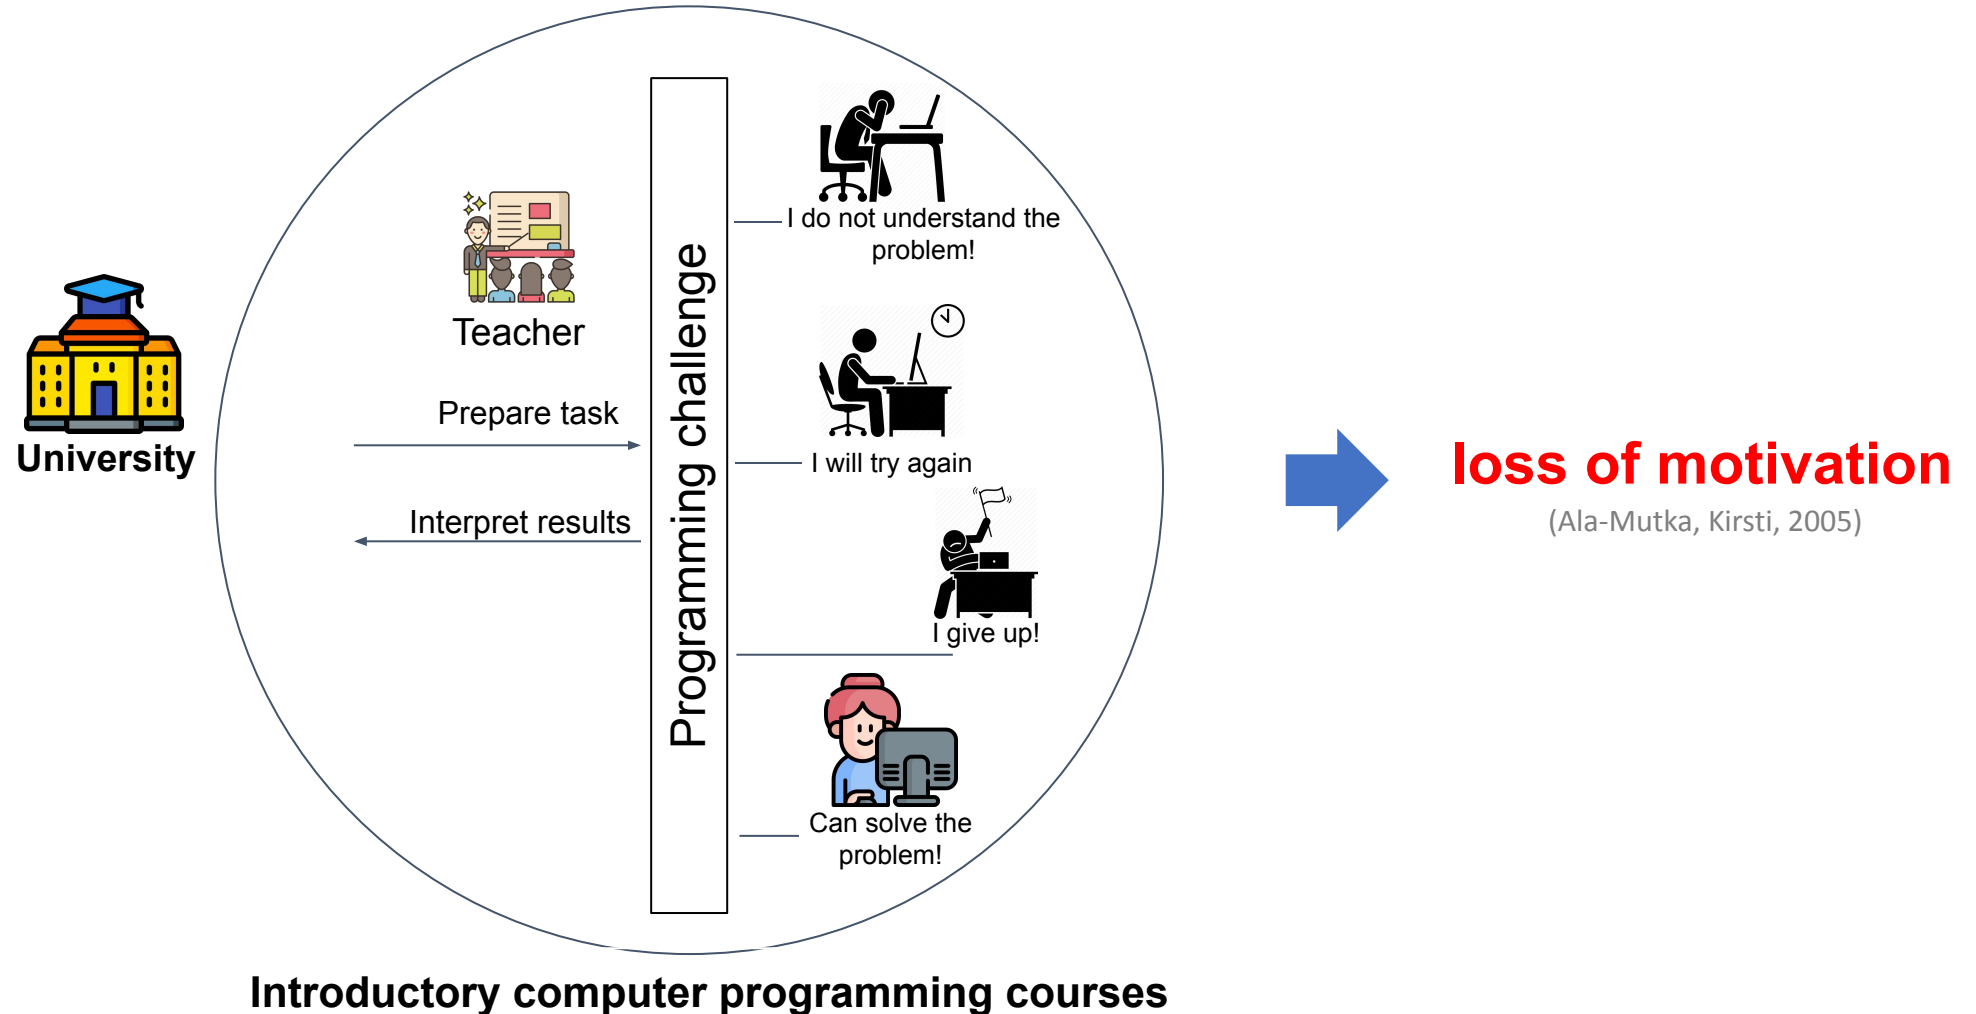 University
Teacher
Prepare task
Interpret results
Programming challenge
I do not understand the
problem!
I will try again
I give up!
Can solve the
problem!
Introductory computer programming courses
loss of motivation
(Ala-Mutka, Kirsti, 2005)